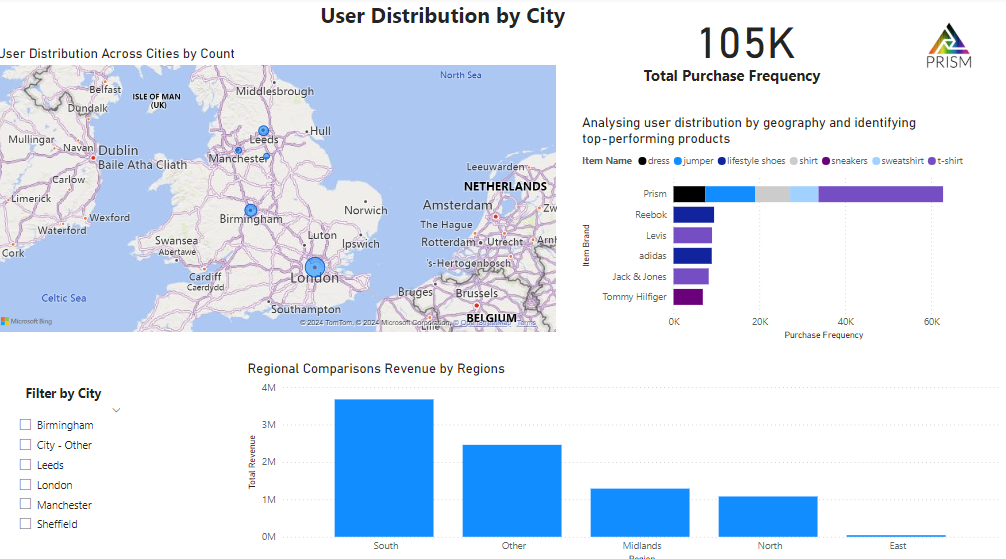 User Distribution by City
User Distribution Across Cities by Count
North Sea
Belfast
ISLE OF MAN
(UK)
Middlesbrough
Dundalk
Mullingar
Navan
Dublin
Baile Átha Cliath
Leeds
Hull
Manchester
Carlow
Limerick
Wexford
Waterford
Cork
Birmingham
Norwich
Swansea
Abertawe
Luton
Ipswich
Cardiff
Caerdydd
London
Celtic Sea
Southampton
Leeuwarden
NETHERLANDS
Amsterdam
Zw
The Hague
Rotterdam
Utrecht
Arnh
's-Hertogenbosch
Bruges
Brussels
BELGIUM
Lille
Microsoft Bing
© 2024 TomTom, © 2024 Microsoft Corporation, © OpenStreetMap Terms
105K
Total Purchase Frequency
PRISM
Analysing user distribution by geography and identifying
top-performing products
Item Name dress jumper lifestyle shoes shirt sneakers sweatshirt t-shirt
Item Brand
Prism
Reebok
Levis
adidas
Jack & Jones
Tommy Hilfiger
0K 20K 40K 60K
Purchase Frequency
Filter by City
Birmingham
City - Other
Leeds
London
Manchester
Sheffield
Regional Comparisons Revenue by Regions
Total Revenue
4M
3M
2M
1M
0M
South Other Midlands North East
Region